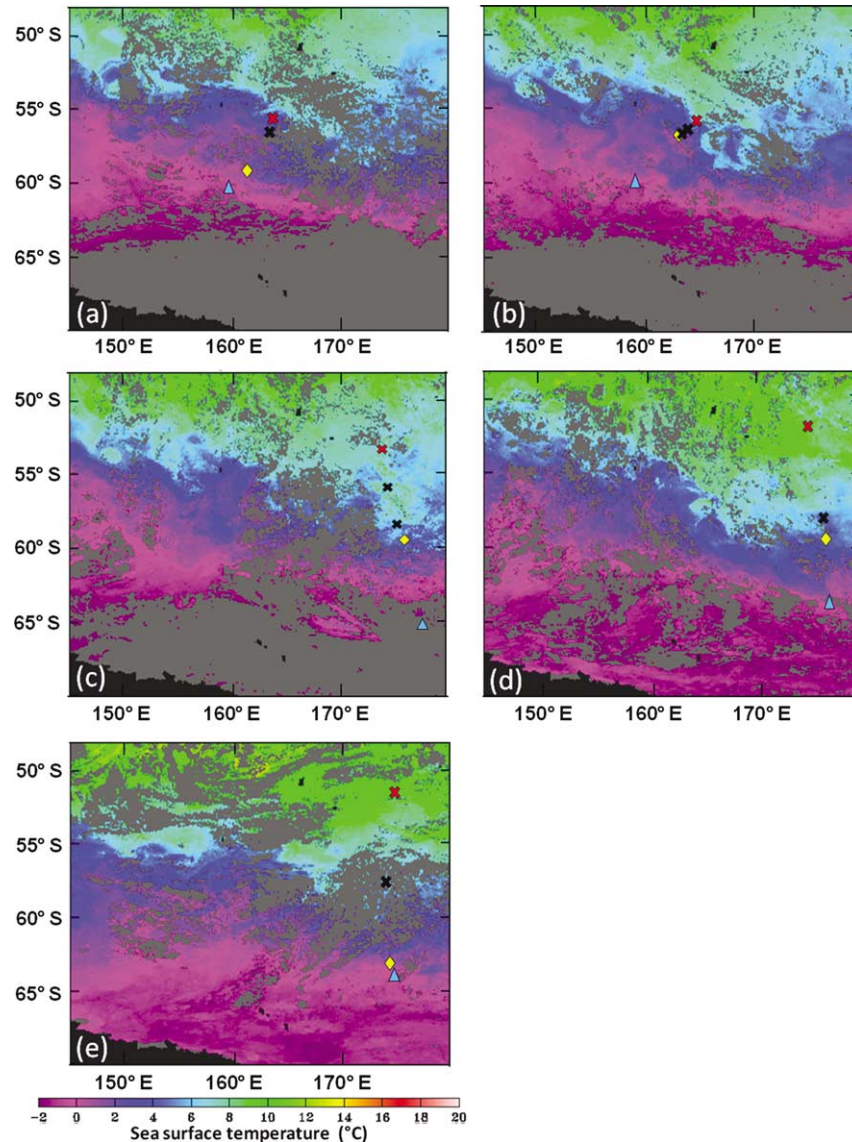 50° S
55° S
60° S
65° S
(a)
(b)
150° E 160° E 170° E 150° E 160° E 170° E
50° S
55° S
60° S
65° S
(c)
(d)
150° E 160° E 170° E 150° E 160° E 170° E
50° S
55° S
60° S
65° S
(e)
150° E 160° E 170° E
-2 0 2 4 6 8 10 12 14 16 18 20
Sea surface temperature (°C)